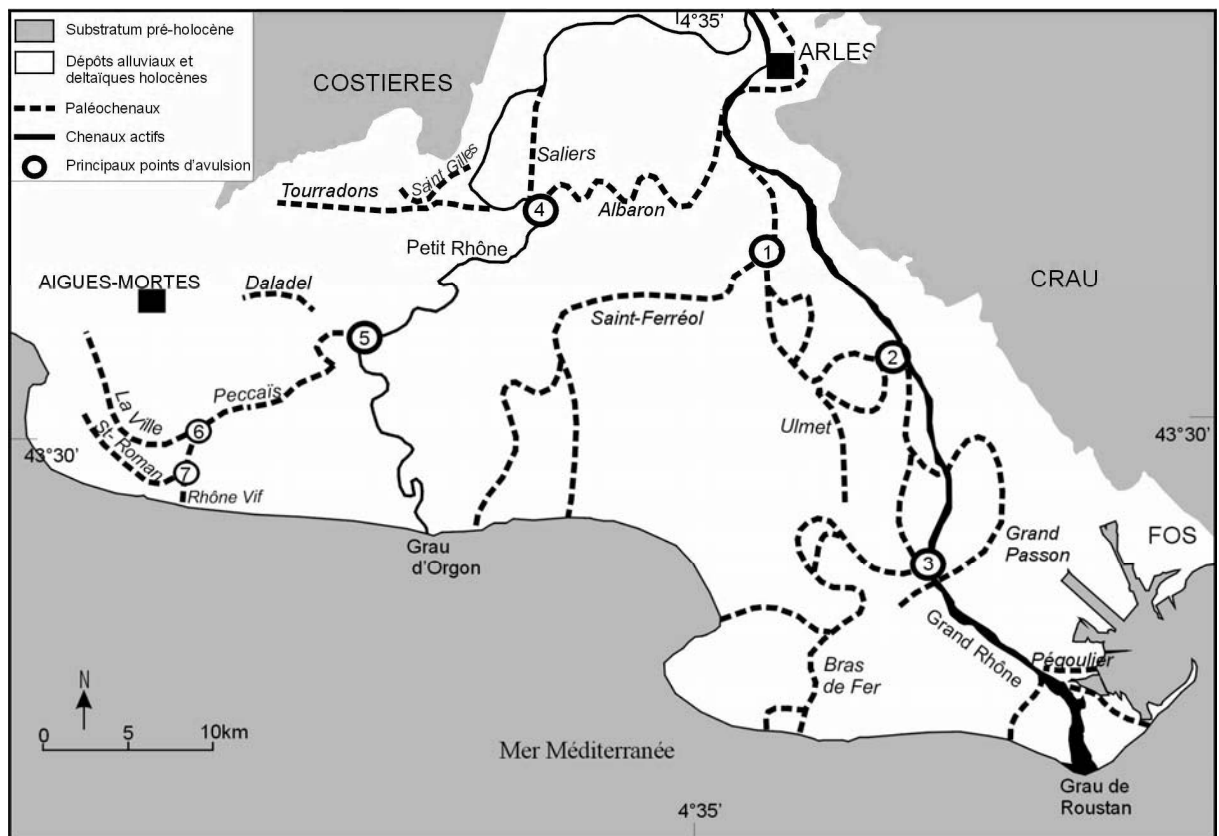 Substratum pré-holocène
Dépôts alluviaux et
deltaïques holocènes
Paléochenaux
Chenaux actifs
Principaux points d'avulsion
4°35'
ARLES
COSTIERES
Saliers
Saint Gilles
Tourradons
4
Albaron
Petit Rhône
1
CRAU
AIGUES-MORTES
Daladel
Saint-Ferréol
5
2
Peccaïs
La Ville
Ulmet
6
43°30'
43°30'
St-Roman
7
Rhône Vif
Grau
d'Orgon
Grand
Passon
FOS
3
Grand Rhône
Pégoulier
Bras
de Fer
N
0 5 10km
Mer Méditerranée
Grau de
Roustan
4°35'